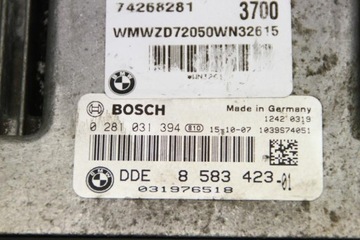 74268281 3700
WMWZD72050WN32615
BOSCH
Made in Germany
0 281 031 394 810 15-10-07
1242 0319
1039S74051
DDE 8 583 423-01
031976518